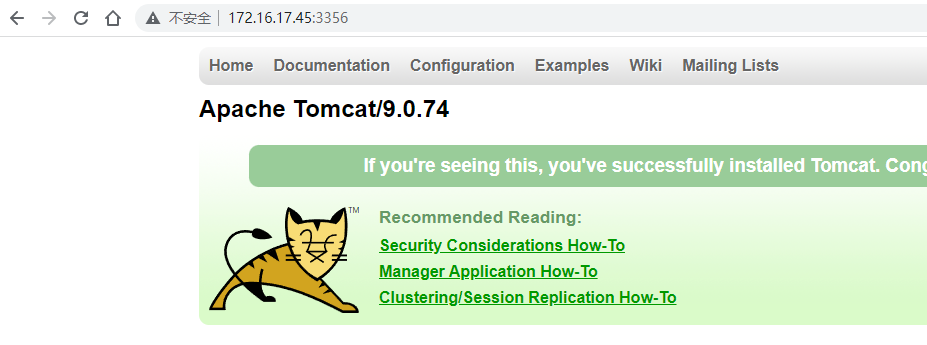 不安全 172.16.17.45:3356
Home Documentation Configuration Examples Wiki Mailing Lists
Apache Tomcat/9.0.74
If you're seeing this, you've successfully installed Tomcat. Cong
TM
Recommended Reading:
Security Considerations How-To
Manager Application How-To
Clustering/Session Replication How-To